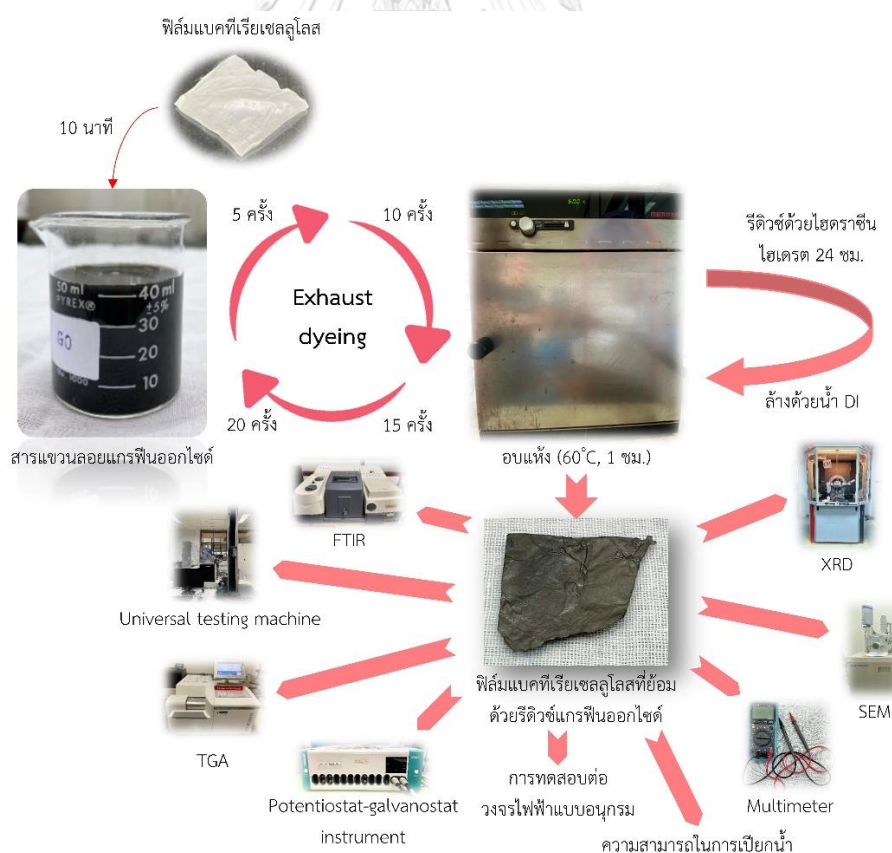 ฟิล์มแบคทีเรียเซลลูโลส
10 นาที
5 ครั้ง
10 ครั้ง
Exhaust
dyeing
20 ครั้ง
15 ครั้ง
50 ml
40 ml
PYREX®
±5%
30
20
10
GO
No. 1000
สารแขวนลอยแกรฟีนออกไซด์
รีดิวซ์ด้วยไฮดราซีน
ไฮเดรต 24 ชม.
ล้างด้วยน้ำ DI
อบแห้ง (60°C, 1 ซม.)
FTIR
XRD
Universal testing machine
SEM
TGA
ฟิล์มแบคทีเรียเซลลูโลสที่ย้อม
ด้วยรีดิวซ์แกรฟีนออกไซด์
Potentiostat-galvanostat
instrument
การทดสอบต่อ
วงจรไฟฟ้าแบบอนุกรม
Multimeter
ความสามารถในการเปียกน้ำ